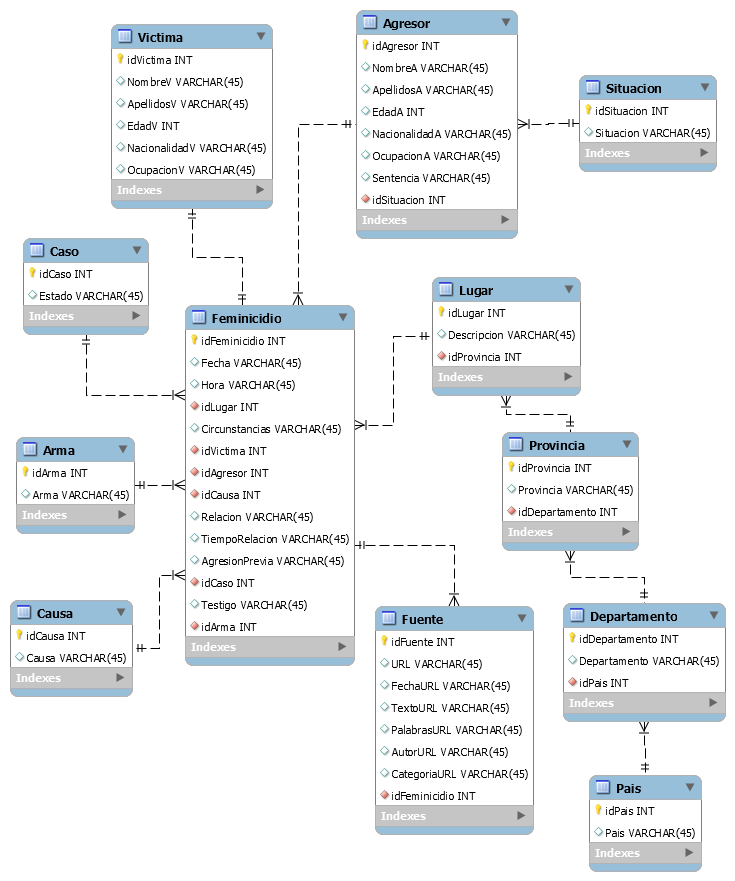 Victima
idVictima INT
NombreV VARCHAR(45)
ApellidosV VARCHAR(45)
EdadV INT
NacionalidadV VARCHAR(45)
OcupacionV VARCHAR(45)
Indexes
Agresor
idAgresor INT
NombreA VARCHAR(45)
ApellidosA VARCHAR(45)
EdadA INT
NacionalidadA VARCHAR(45)
OcupacionA VARCHAR(45)
Sentencia VARCHAR(45)
idSituacion INT
Indexes
Situacion
idSituacion INT
Situacion VARCHAR(45)
Indexes
Caso
idCaso INT
Estado VARCHAR(45)
Indexes
Feminicidio
idFeminicidio INT
Fecha VARCHAR(45)
Hora VARCHAR(45)
idLugar INT
Circunstancias VARCHAR(45)
idVictima INT
idAgresor INT
idCausa INT
Relacion VARCHAR(45)
TiempoRelacion VARCHAR(45)
AgresionPrevia VARCHAR(45)
idCaso INT
Testigo VARCHAR(45)
idArma INT
Indexes
Lugar
idLugar INT
Descripcion VARCHAR(45)
idProvincia INT
Indexes
Arma
idArma INT
Arma VARCHAR(45)
Indexes
Provincia
idProvincia INT
Provincia VARCHAR(45)
idDepartamento INT
Indexes
Causa
idCausa INT
Causa VARCHAR(45)
Indexes
Fuente
idFuente INT
URL VARCHAR(45)
FechaURL VARCHAR(45)
TextoURL VARCHAR(45)
PalabrasURL VARCHAR(45)
AutorURL VARCHAR(45)
CategoriaURL VARCHAR(45)
idFeminicidio INT
Indexes
Departamento
idDepartamento INT
Departamento VARCHAR(45)
idPais INT
Indexes
Pais
idPais INT
Pais VARCHAR(45)
Indexes